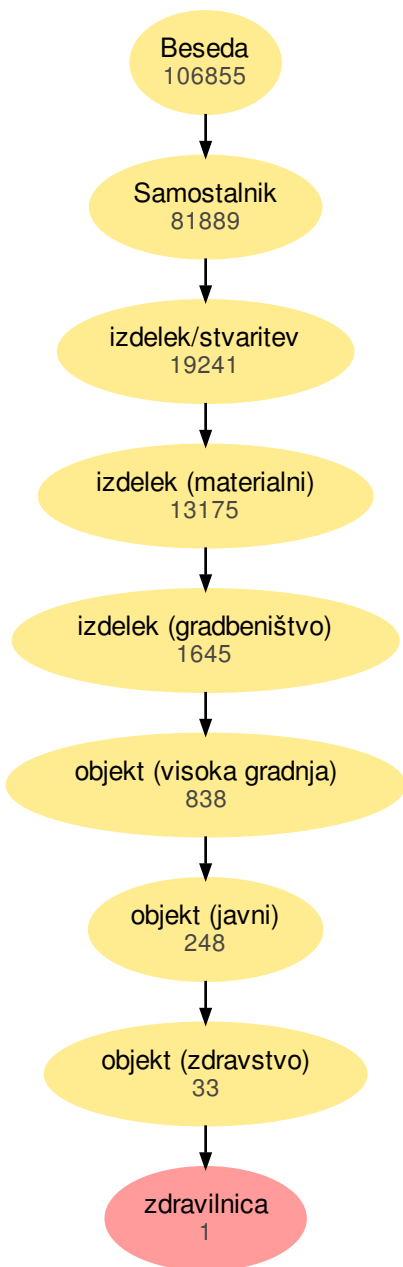 Beseda
106855
Samostalnik
81889
izdelek/stvaritev
19241
izdelek (materialni)
13175
izdelek (gradbeništvo)
1645
objekt (visoka gradnja)
838
objekt (javni)
248
objekt (zdravstvo)
33
zdravilnica
1